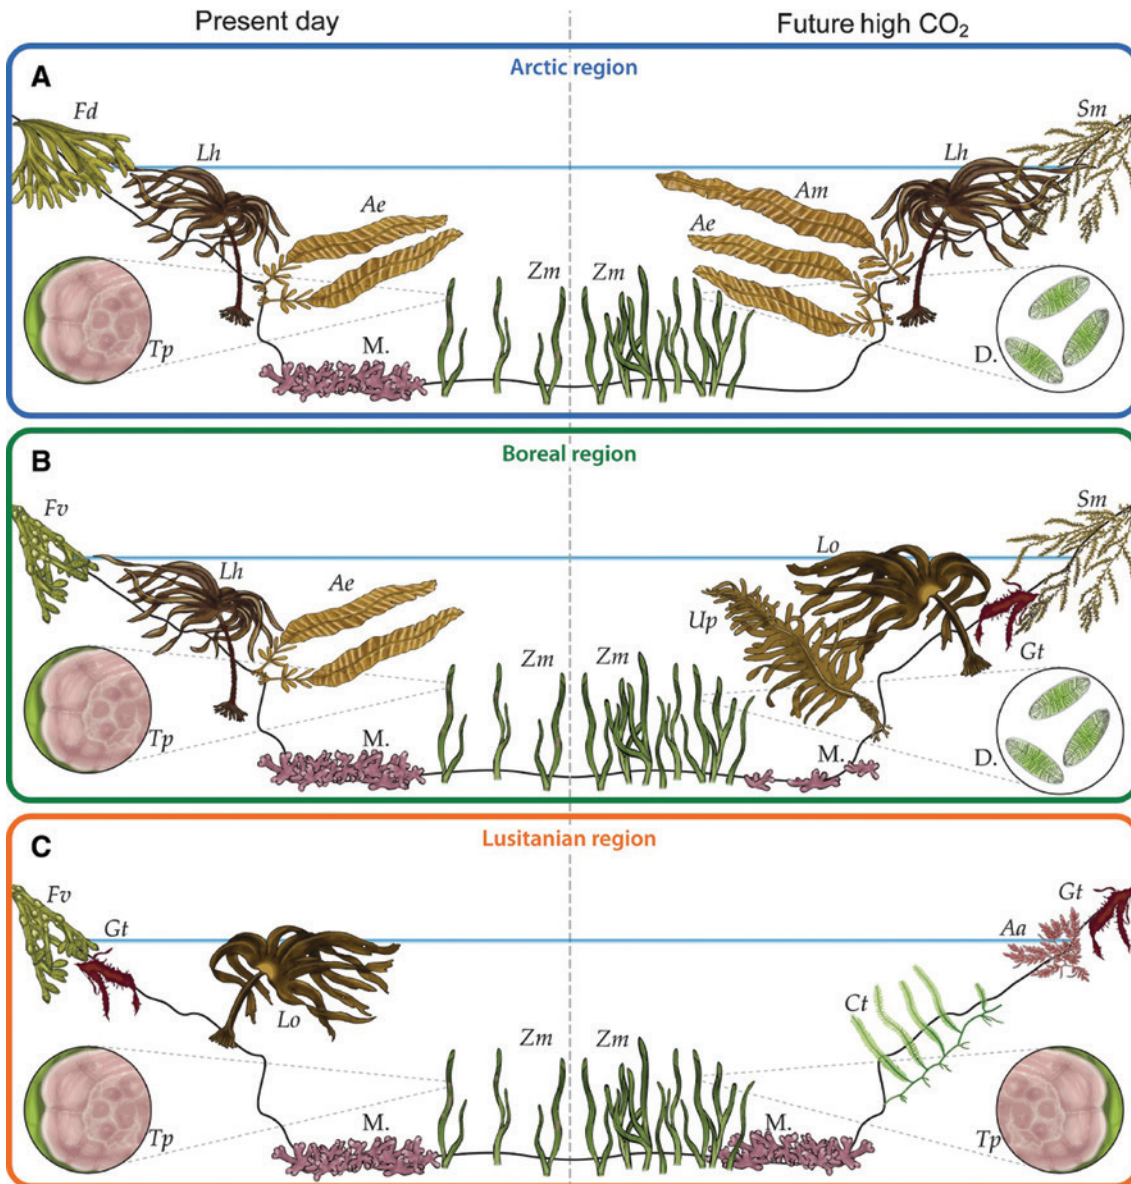 Present day
Future high CO₂
A
Arctic region
Fd
Lh
Ae
Zm
Tp
M.
Sm
Lh
Am
Ae
Zm
D.
B
Boreal region
Fv
Lh
Ae
Zm
Tp
M.
Sm
Lo
Up
Gt
Zm
M.
D.
C
Lusitanian region
Fv
Gt
Lo
Zm
Tp
M.
Gt
Aa
Ct
Zm
M.
Tp